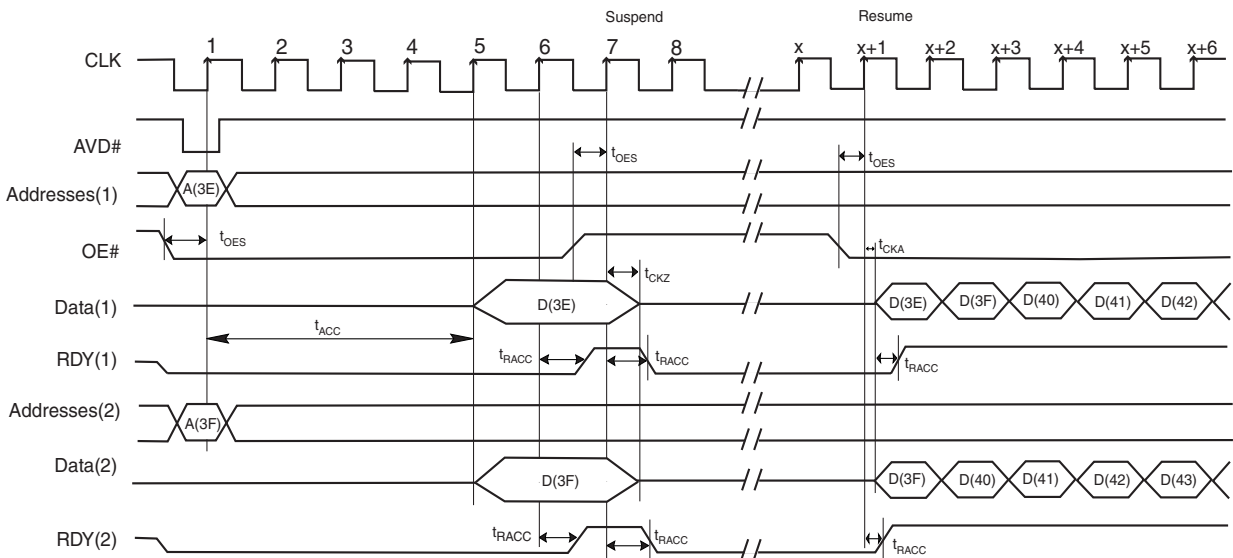 Suspend Resume
CLK 1 2 3 4 5 6 7 8 x x+1 x+2 x+3 x+4 x+5 x+6
AVD#
tOES tOES
Addresses(1) A(3E)
OE# tOES tCKA
tCKZ
Data(1) D(3E) D(3E) D(3F) D(40) D(41) D(42)
tACC
RDY(1) tRACC tRACC tRACC
Addresses(2) A(3F)
Data(2) D(3F) D(3F) D(40) D(41) D(42) D(43)
RDY(2) tRACC tRACC tRACC